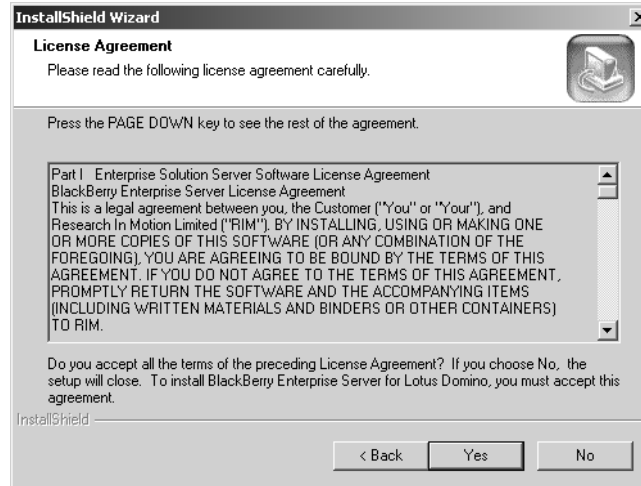 InstallShield Wizard
License Agreement
Please read the following license agreement carefully.
Press the PAGE DOWN key to see the rest of the agreement.
Part I Enterprise Solution Server Software License Agreement
BlackBerry Enterprise Server License Agreement
This is a legal agreement between you, the Customer ("You" or "Your"), and
Research In Motion Limited ("RIM"). BY INSTALLING, USING OR MAKING ONE
OR MORE COPIES OF THIS SOFTWARE (OR ANY COMBINATION OF THE
FOREGOING), YOU ARE AGREEING TO BE BOUND BY THE TERMS OF THIS
AGREEMENT. IF YOU DO NOT AGREE TO THE TERMS OF THIS AGREEMENT,
PROMPTLY RETURN THE SOFTWARE AND THE ACCOMPANYING ITEMS
(INCLUDING WRITTEN MATERIALS AND BINDERS OR OTHER CONTAINERS)
TO RIM.
Do you accept all the terms of the preceding License Agreement? If you choose No, the
setup will close. To install BlackBerry Enterprise Server for Lotus Domino, you must accept this
agreement.
InstallShield
< Back
Yes
No